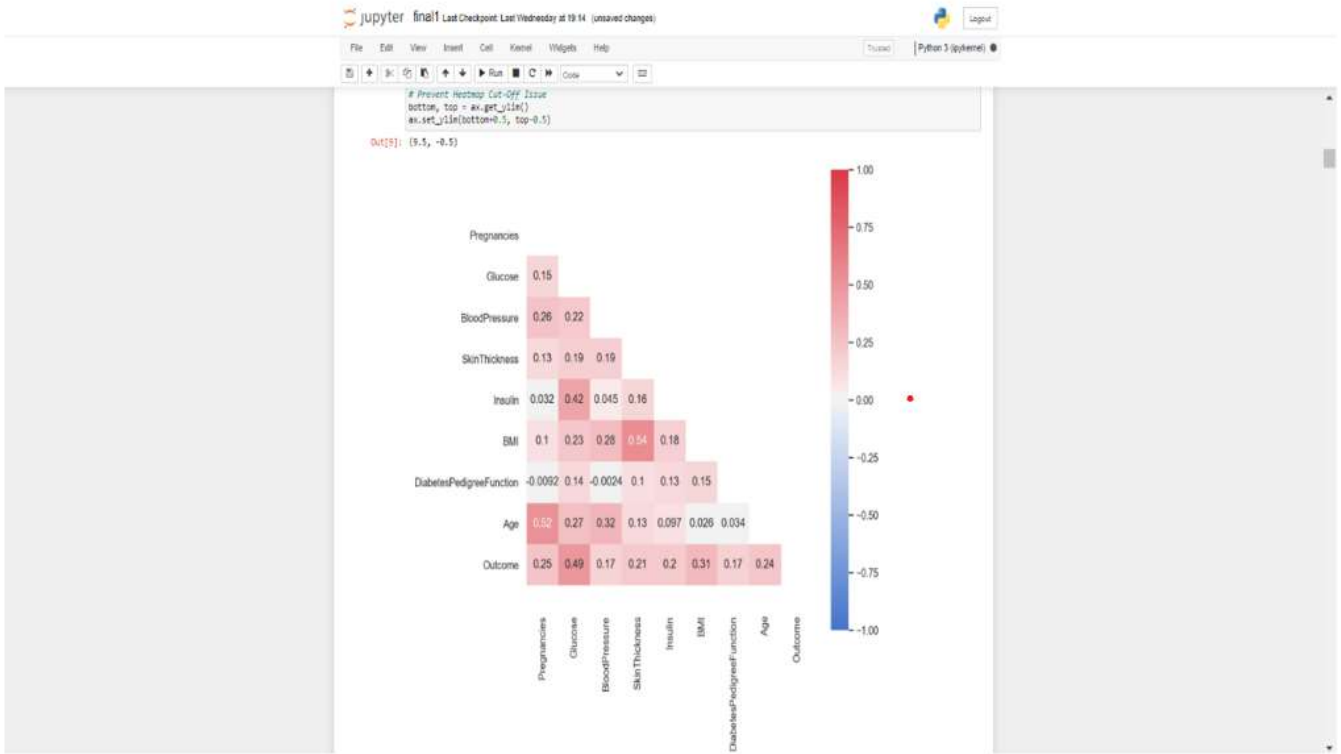 jupyter final1 Last Checkpoint: Last Wednesday at 19:14 (unsaved changes)
Logout
File Edit View Insert Cell Kernel Widgets Help
Trusted
Python 3 (ipykernel)
Run
Code
# Prevent Heatmap Cut-Off Issue
bottom, top = ax.get_ylim()
ax.set_ylim(bottom+0.5, top-0.5)
Out[9]: (9.5, -0.5)
1.00
0.75
0.50
0.25
0.00
-0.25
-0.50
-0.75
-1.00
Pregnancies
Glucose 0.15
BloodPressure 0.26 0.22
SkinThickness 0.13 0.19 0.19
Insulin 0.032 0.42 0.045 0.16
BMI 0.1 0.23 0.28 0.54 0.18
DiabetesPedigreeFunction -0.0092 0.14 -0.0024 0.1 0.13 0.15
Age 0.52 0.27 0.32 0.13 0.097 0.026 0.034
Outcome 0.25 0.49 0.17 0.21 0.2 0.31 0.17 0.24
Pregnancies
Glucose
BloodPressure
SkinThickness
Insulin
BMI
DiabetesPedigreeFunction
Age
Outcome